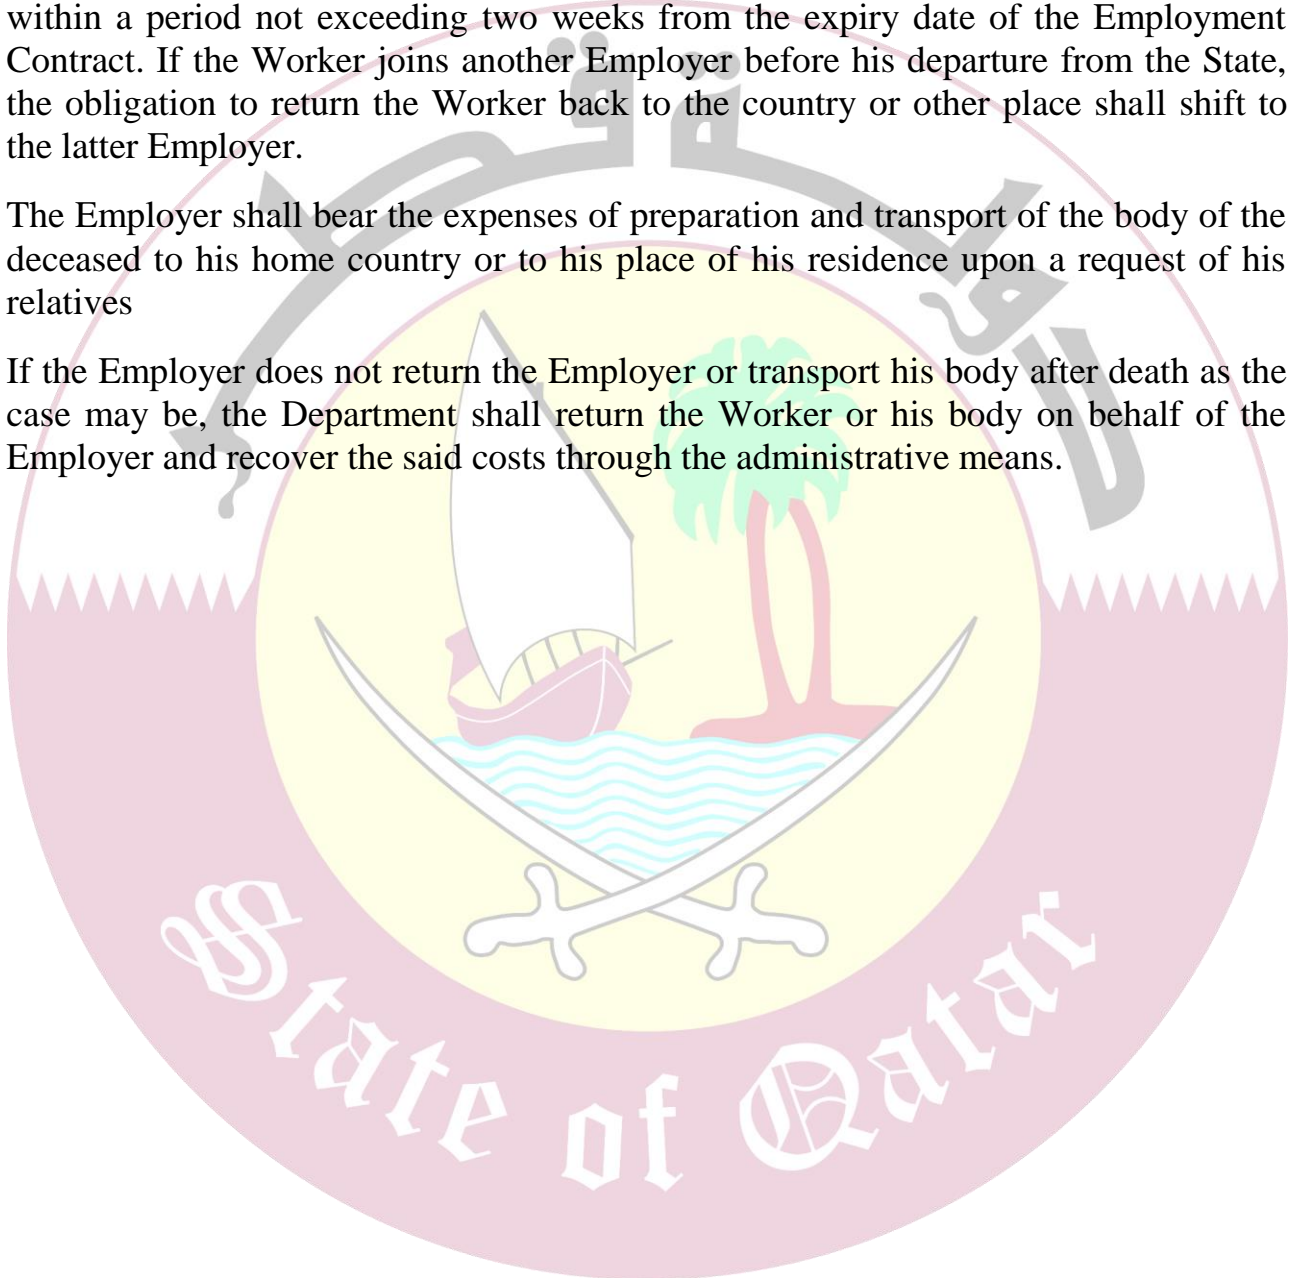 within a period not exceeding two weeks from the expiry date of the Employment
Contract. If the Worker joins another Employer before his departure from the State,
the obligation to return the Worker back to the country or other place shall shift to
the latter Employer.
The Employer shall bear the expenses of preparation and transport of the body of the
deceased to his home country or to his place of his residence upon a request of his
relatives
If the Employer does not return the Employer or transport his body after death as the
case may be, the Department shall return the Worker or his body on behalf of the
Employer and recover the said costs through the administrative means.
دولة قطر
State of Qatar